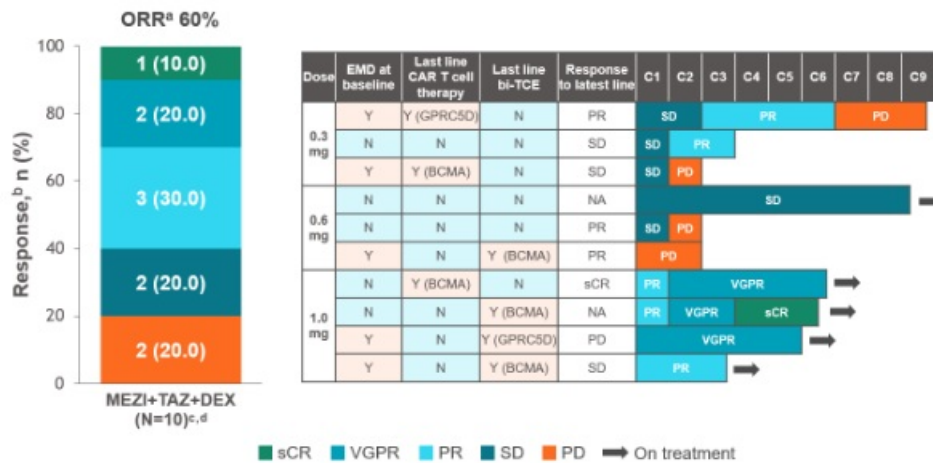 ORRᵃ 60%
Response,ᵇ n (%)
100
80
60
40
20
0
1 (10.0)
2 (20.0)
3 (30.0)
2 (20.0)
2 (20.0)
MEZI+TAZ+DEX
(N=10)ᶜ,ᵈ
Dose EMD at baseline Last line CAR T cell therapy Last line bi-TCE Response to latest line C1 C2 C3 C4 C5 C6 C7 C8 C9
0.3 mg
Y Y (GPRC5D) N PR SD PR PD
N N N SD SD PR
Y Y (BCMA) N SD SD PD
0.6 mg
N N N NA SD
N N N PR SD PD
Y N Y (BCMA) PR PD
1.0 mg
N Y (BCMA) N sCR PR VGPR
N N Y (BCMA) NA PR VGPR sCR
Y N Y (GPRC5D) PD VGPR
Y N Y (BCMA) SD PR
sCR VGPR PR SD PD On treatment